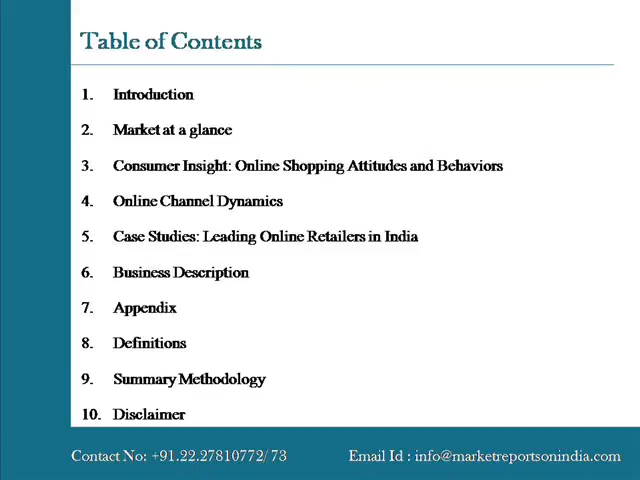 Table of Contents
1. Introduction
2. Market at a glance
3. Consumer Insight: Online Shopping Attitudes and Behaviors
4. Online Channel Dynamics
5. Case Studies: Leading Online Retailers in India
6. Business Description
7. Appendix
8. Definitions
9. Summary Methodology
10. Disclaimer
Contact No: +91.22.27810772/ 73 Email Id : info@marketreportsonindia.com